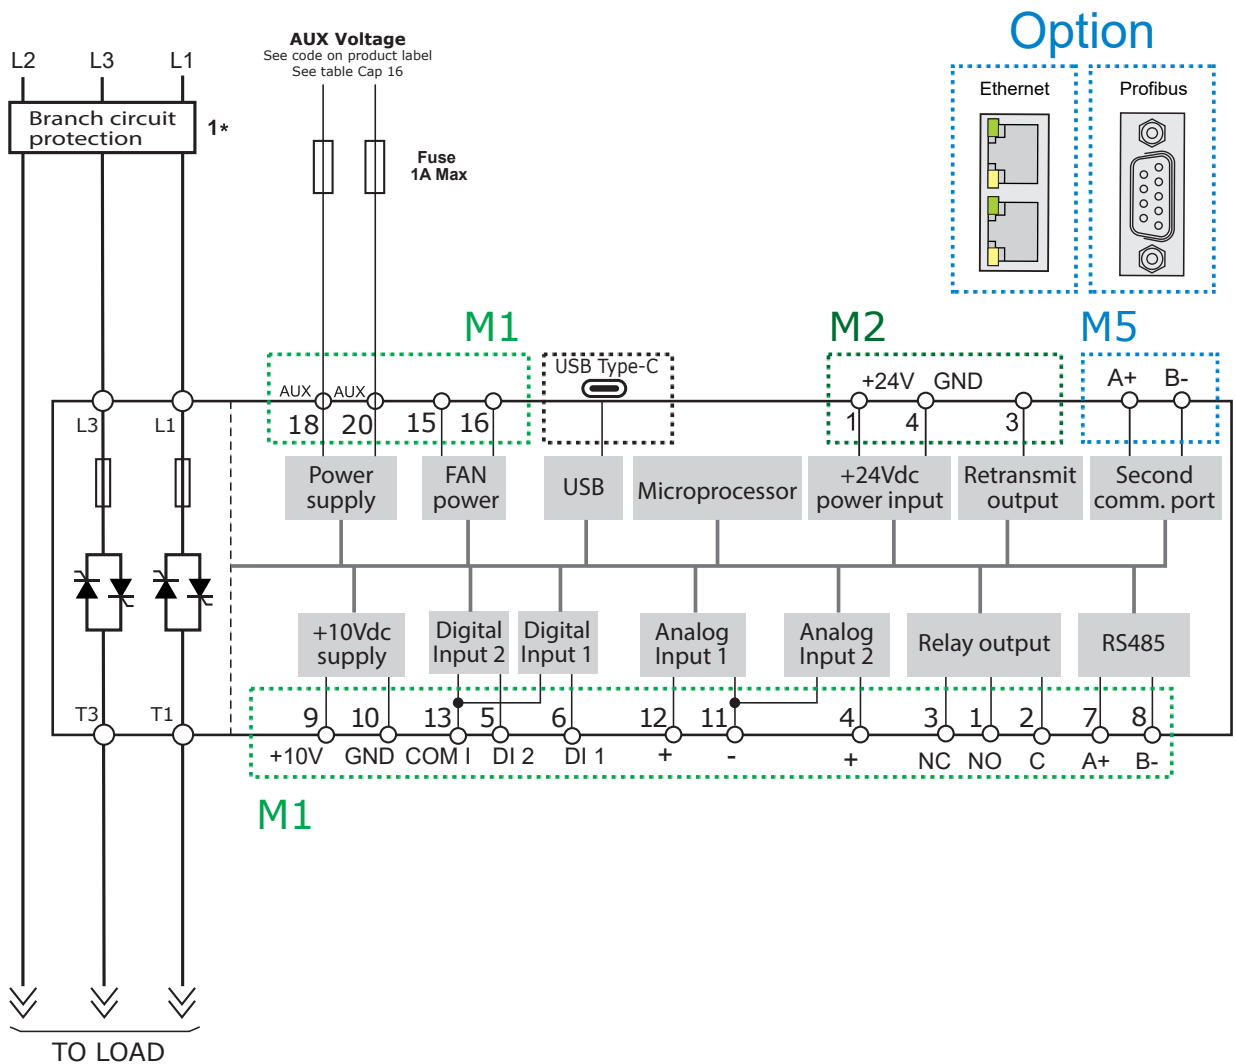 Option
AUX Voltage
See code on product label
See table Cap 16
L2 L3 L1
Ethernet
Profibus
Branch circuit
protection
1*
Fuse
1A Max
M1
M2
M5
USB Type-C
+24V GND
A+ B-
AUX AUX
18 20 15 16
1 4 3
L3 L1
Power
supply
FAN
power
USB
Microprocessor
+24Vdc
power input
Retransmit
output
Second
comm. port
+10Vdc
supply
Digital
Input 2
Digital
Input 1
Analog
Input 1
Analog
Input 2
Relay output
RS485
T3 T1
9 10 13 5 6 12 11 4 3 1 2 7 8
+10V GND COM I DI 2 DI 1 + - + NC NO C A+ B-
M1
TO LOAD